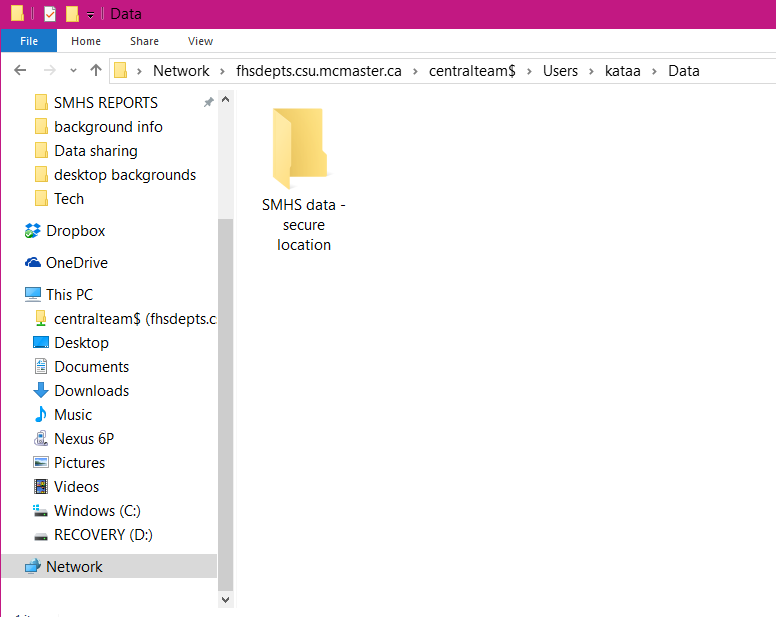 Data
File Home Share View
Network fhsdepts.csu.mcmaster.ca centralteam$ Users kataa Data
SMHS REPORTS
background info
Data sharing
desktop backgrounds
Tech
Dropbox
OneDrive
This PC
centralteam$ (fhsdepts.c
Desktop
Documents
Downloads
Music
Nexus 6P
Pictures
Videos
Windows (C:)
RECOVERY (D:)
Network
SMHS data -
secure
location